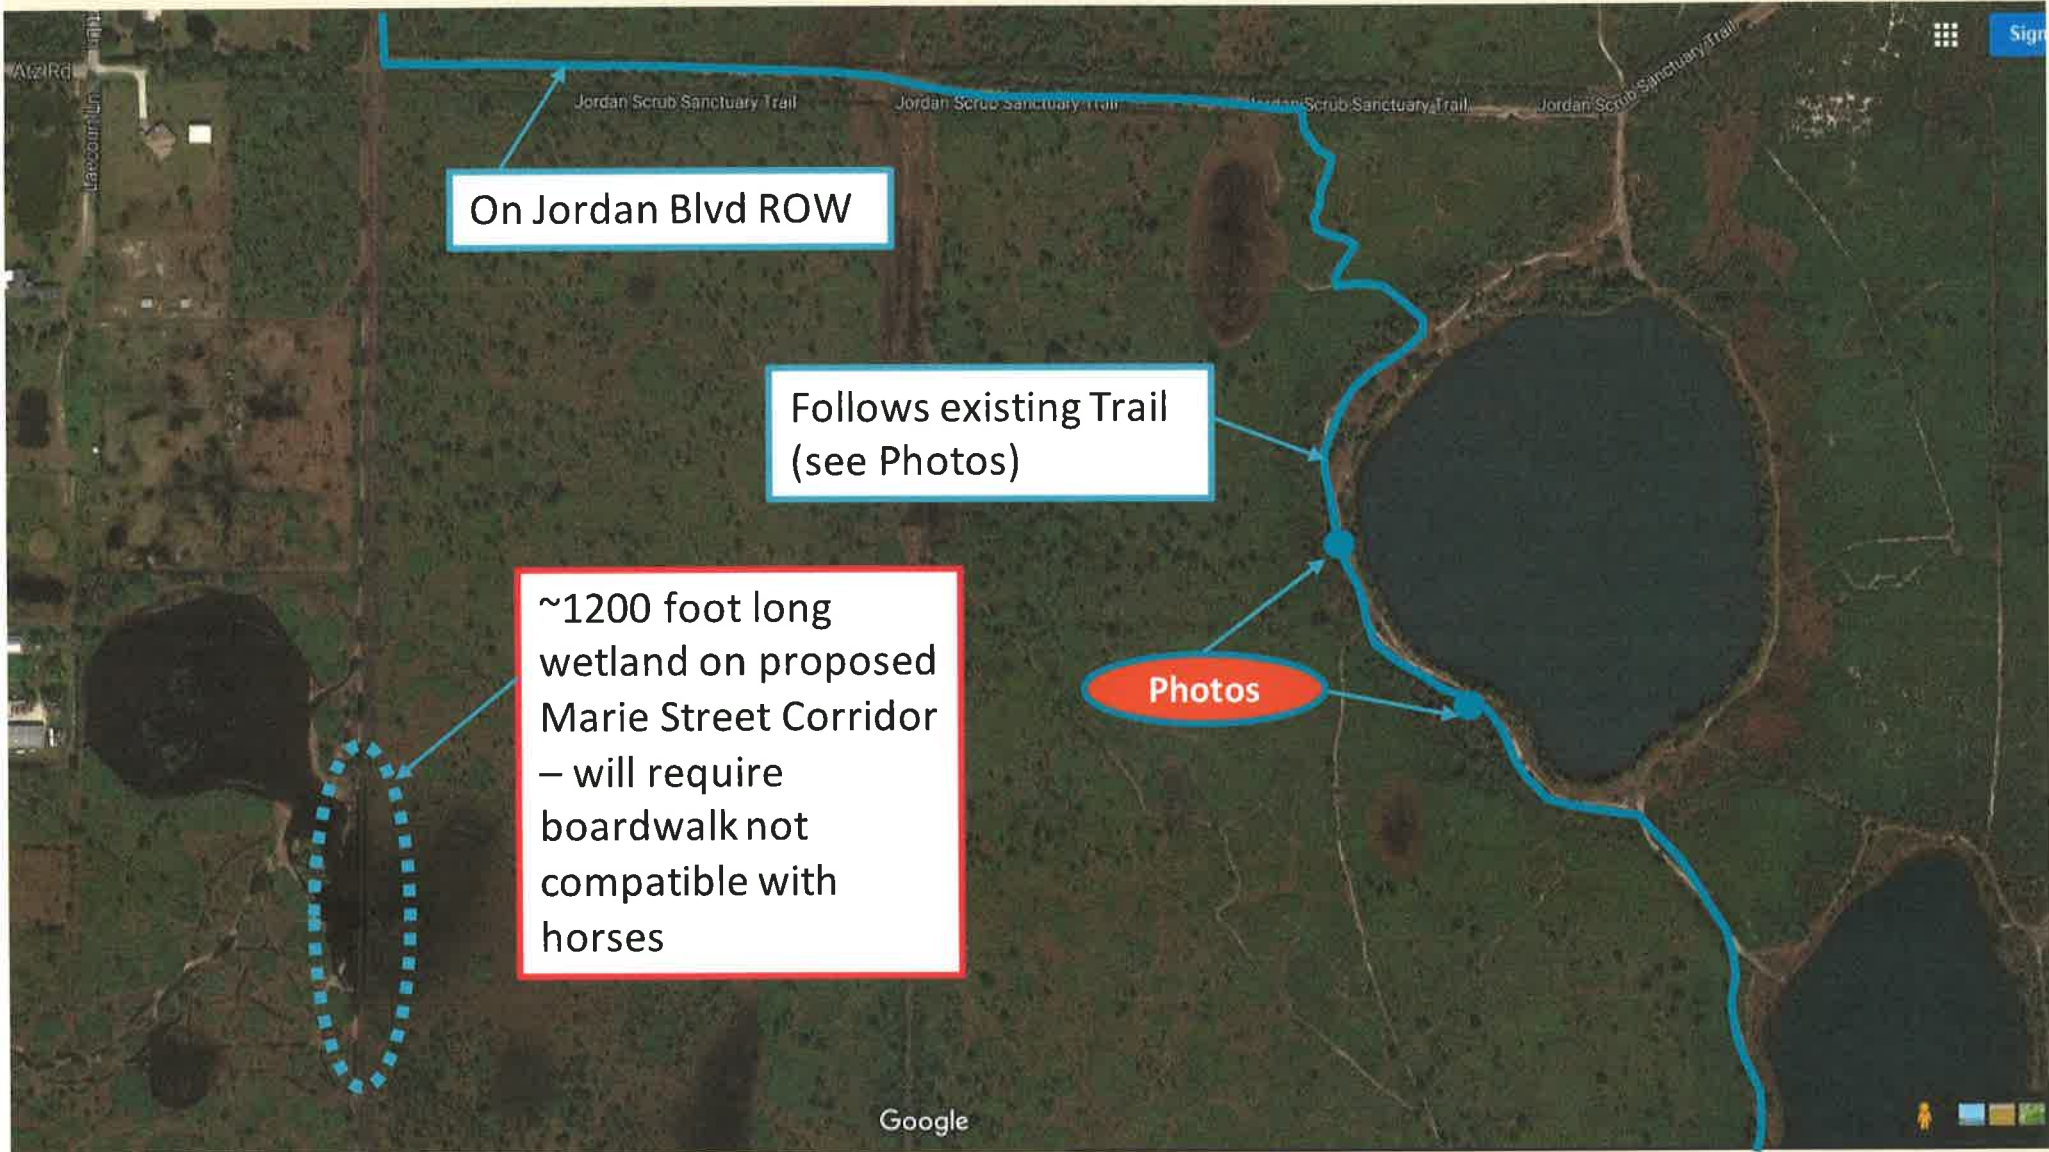 Sign
Atz Rd
Jordan Scrub Sanctuary Trail
Jordan Scrub Sanctuary Trail
Jordan Scrub Sanctuary Trail
Jordan Scrub Sanctuary Trail
On Jordan Blvd ROW
Follows existing Trail
(see Photos)
~1200 foot long
wetland on proposed
Marie Street Corridor
– will require
boardwalk not
compatible with
horses
Photos
Google